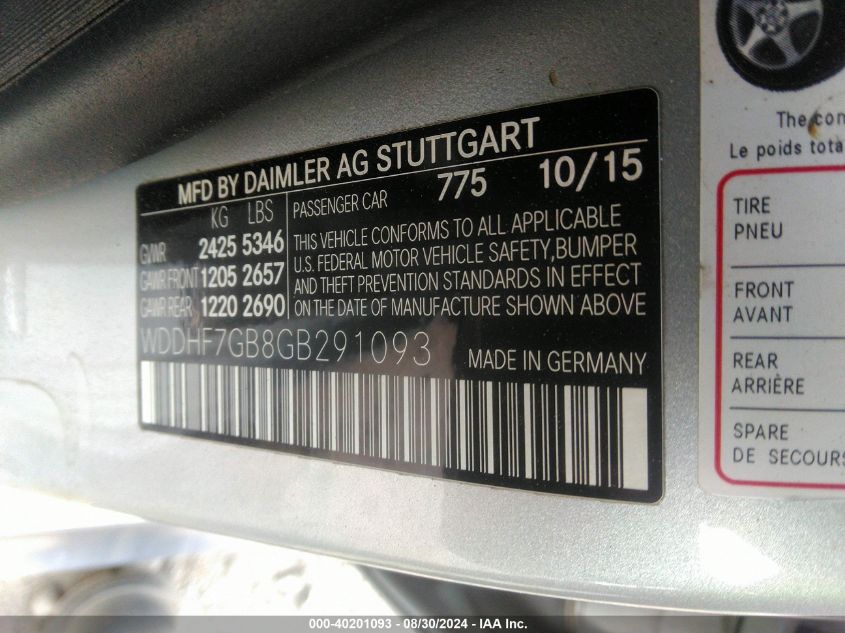 MFD BY DAIMLER AG STUTTGART
KG LBS
GVWR 2425 5346
GAWR FRONT 1205 2657
GAWR REAR 1220 2690
PASSENGER CAR 775 10/15
THIS VEHICLE CONFORMS TO ALL APPLICABLE
U.S. FEDERAL MOTOR VEHICLE SAFETY, BUMPER
AND THEFT PREVENTION STANDARDS IN EFFECT
ON THE DATE OF MANUFACTURE SHOWN ABOVE
WDDHF7GB8GB291093 MADE IN GERMANY
The com
Le poids tota
TIRE
PNEU
FRONT
AVANT
REAR
ARRIÈRE
SPARE
DE SECOURS
000-40201093 - 08/30/2024 - IAA Inc.